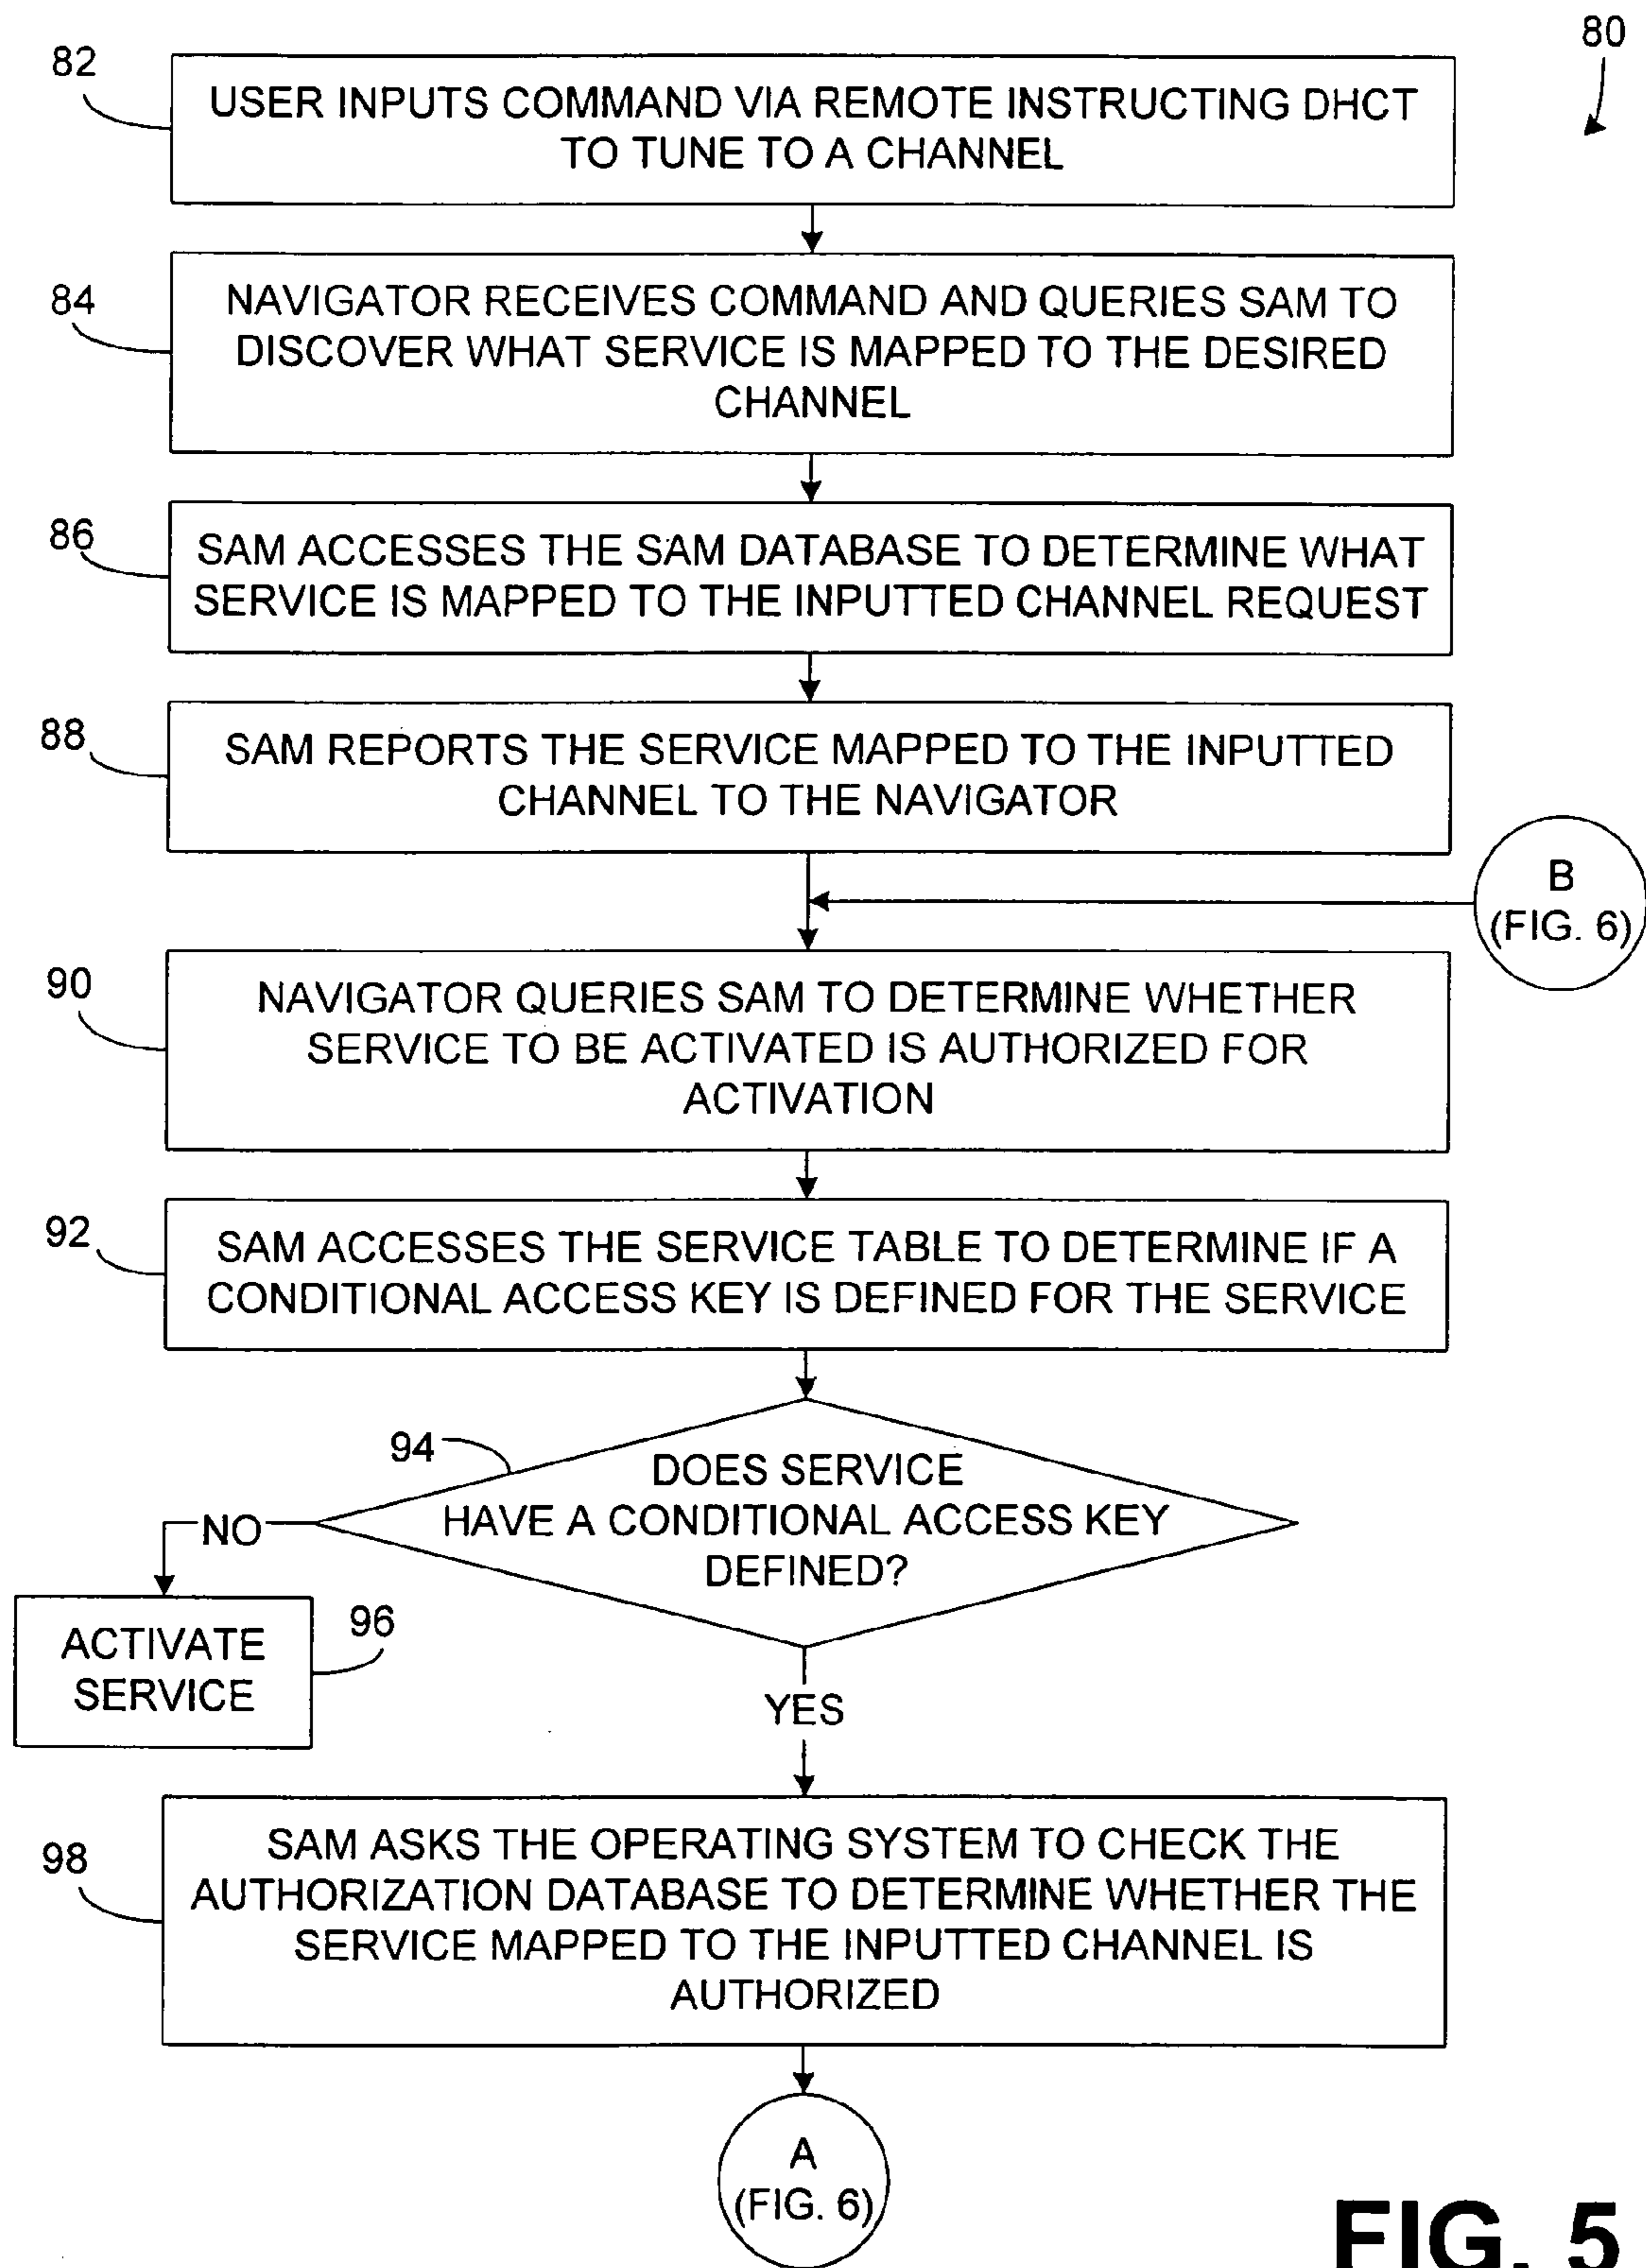 80
82
USER INPUTS COMMAND VIA REMOTE INSTRUCTING DHCT
TO TUNE TO A CHANNEL
84
NAVIGATOR RECEIVES COMMAND AND QUERIES SAM TO
DISCOVER WHAT SERVICE IS MAPPED TO THE DESIRED
CHANNEL
86
SAM ACCESSES THE SAM DATABASE TO DETERMINE WHAT
SERVICE IS MAPPED TO THE INPUTTED CHANNEL REQUEST
88
SAM REPORTS THE SERVICE MAPPED TO THE INPUTTED
CHANNEL TO THE NAVIGATOR
B
(FIG. 6)
90
NAVIGATOR QUERIES SAM TO DETERMINE WHETHER
SERVICE TO BE ACTIVATED IS AUTHORIZED FOR
ACTIVATION
92
SAM ACCESSES THE SERVICE TABLE TO DETERMINE IF A
CONDITIONAL ACCESS KEY IS DEFINED FOR THE SERVICE
94
DOES SERVICE
HAVE A CONDITIONAL ACCESS KEY
DEFINED?
NO
96
ACTIVATE
SERVICE
YES
98
SAM ASKS THE OPERATING SYSTEM TO CHECK THE
AUTHORIZATION DATABASE TO DETERMINE WHETHER THE
SERVICE MAPPED TO THE INPUTTED CHANNEL IS
AUTHORIZED
A
(FIG. 6)
FIG. 5